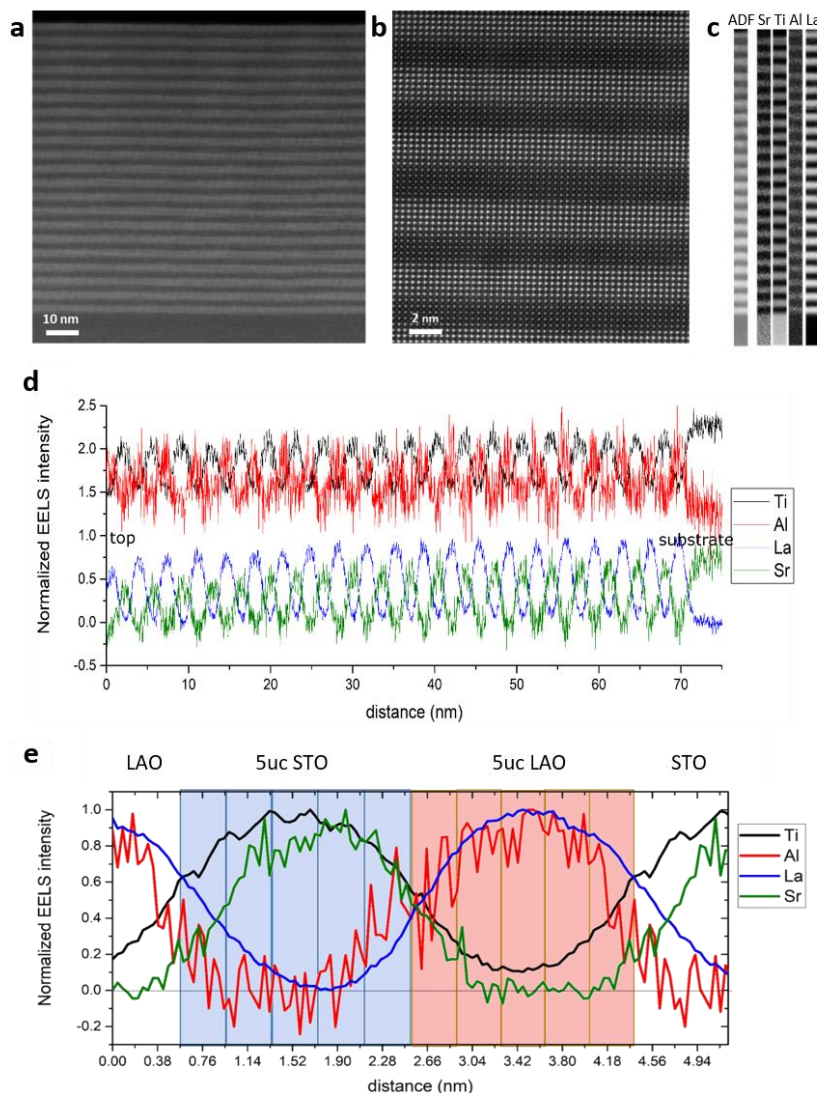 a
b
c
ADF Sr Ti Al La
10 nm
2 nm
d
2.5
2.0
1.5
1.0
0.5
0.0
-0.5
Normalized EELS intensity
top
substrate
Ti
Al
La
Sr
0 10 20 30 40 50 60 70
distance (nm)
e
LAO 5uc STO 5uc LAO STO
1.0
0.8
0.6
0.4
0.2
0.0
-0.2
Normalized EELS intensity
Ti
Al
La
Sr
0.00 0.38 0.76 1.14 1.52 1.90 2.28 2.66 3.04 3.42 3.80 4.18 4.56 4.94
distance (nm)